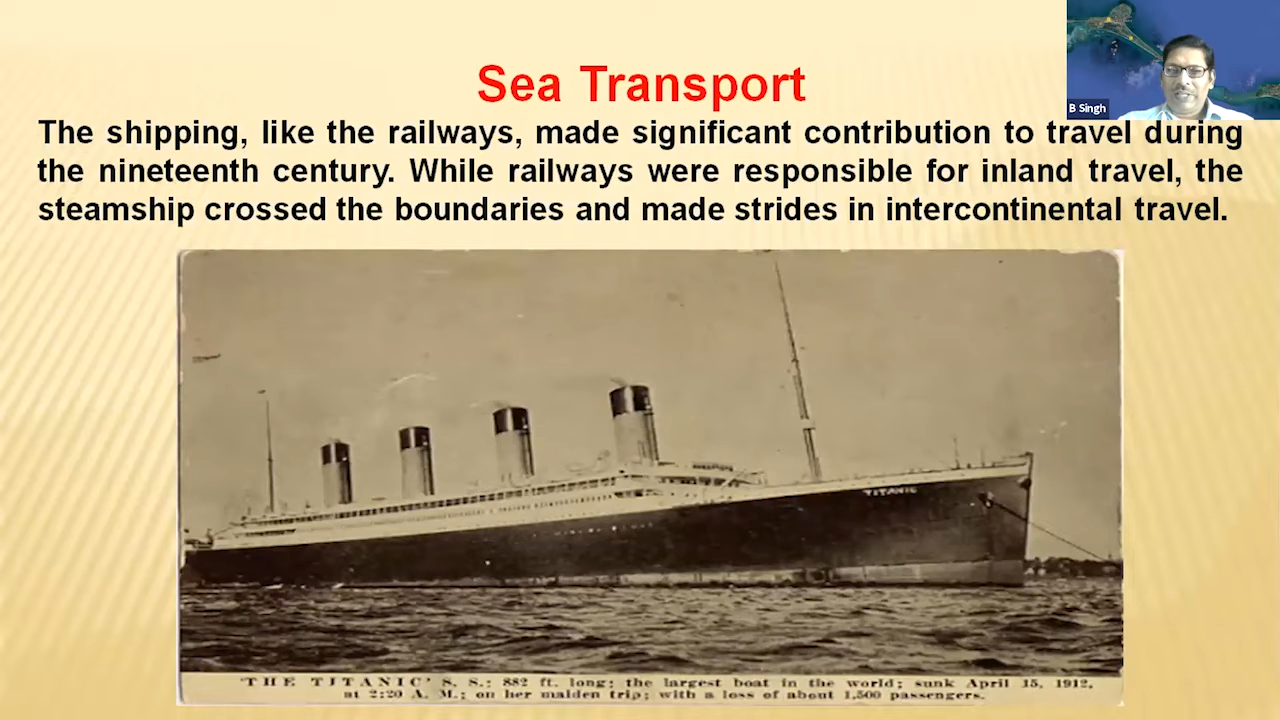 Sea Transport
B Singh
The shipping, like the railways, made significant contribution to travel during
the nineteenth century. While railways were responsible for inland travel, the
steamship crossed the boundaries and made strides in intercontinental travel.
TITANIC
'THE TITANIC' S. S.; 882 ft. long; the largest boat in the world; sunk April 15, 1912,
at 2:20 A. M.; on her maiden trip; with a loss of about 1,500 passengers.